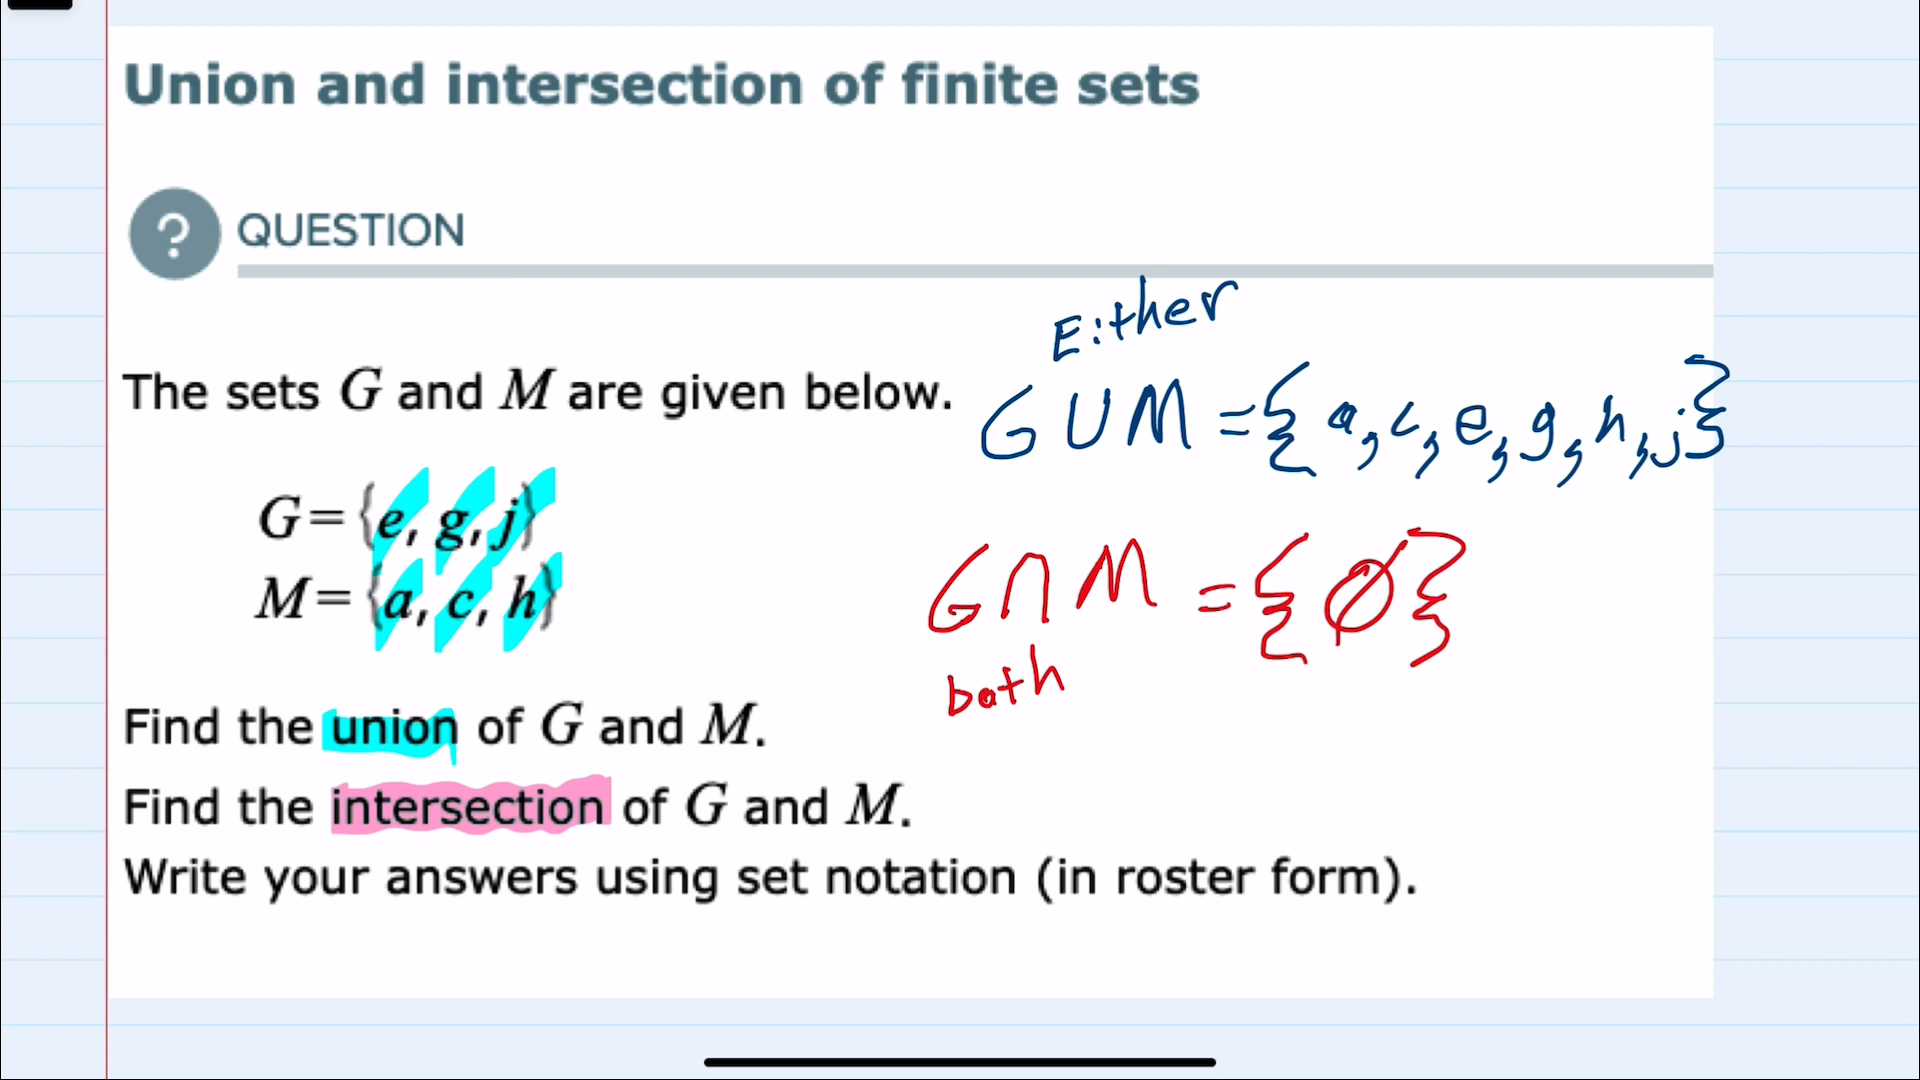 Union and intersection of finite sets
? QUESTION
Either
The sets G and M are given below.
G∪M = {a, c, e, g, h, j}
G = {e, g, j}
M = {a, c, h}
G∩M = {∅}
both
Find the union of G and M.
Find the intersection of G and M.
Write your answers using set notation (in roster form).